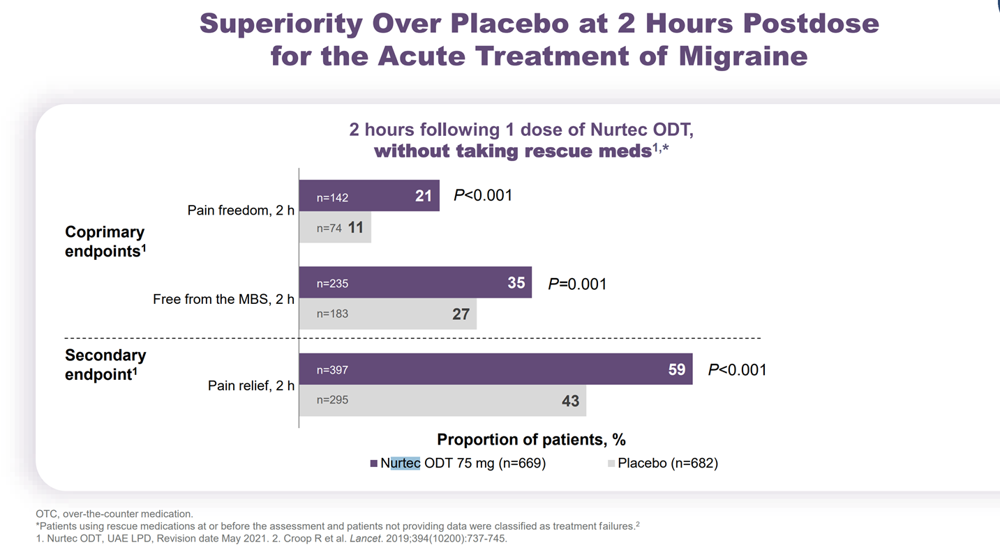 Superiority Over Placebo at 2 Hours Postdose
for the Acute Treatment of Migraine
2 hours following 1 dose of Nurtec ODT,
without taking rescue meds1,*
Coprimary
endpoints1
Pain freedom, 2 h
n=142 21 P<0.001
n=74 11
Free from the MBS, 2 h
n=235 35 P=0.001
n=183 27
Secondary
endpoint1
Pain relief, 2 h
n=397 59 P<0.001
n=295 43
Proportion of patients, %
Nurtec ODT 75 mg (n=669) Placebo (n=682)
OTC, over-the-counter medication.
*Patients using rescue medications at or before the assessment and patients not providing data were classified as treatment failures.2
1. Nurtec ODT, UAE LPD, Revision date May 2021. 2. Croop R et al. Lancet. 2019;394(10200):737-745.